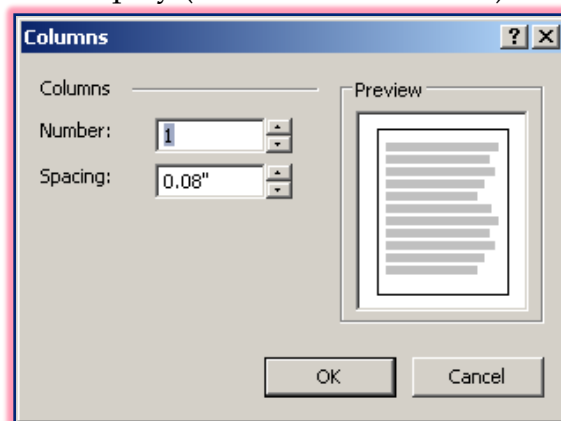 Columns
Columns
Number: 1
Spacing: 0.08"
Preview
OK Cancel